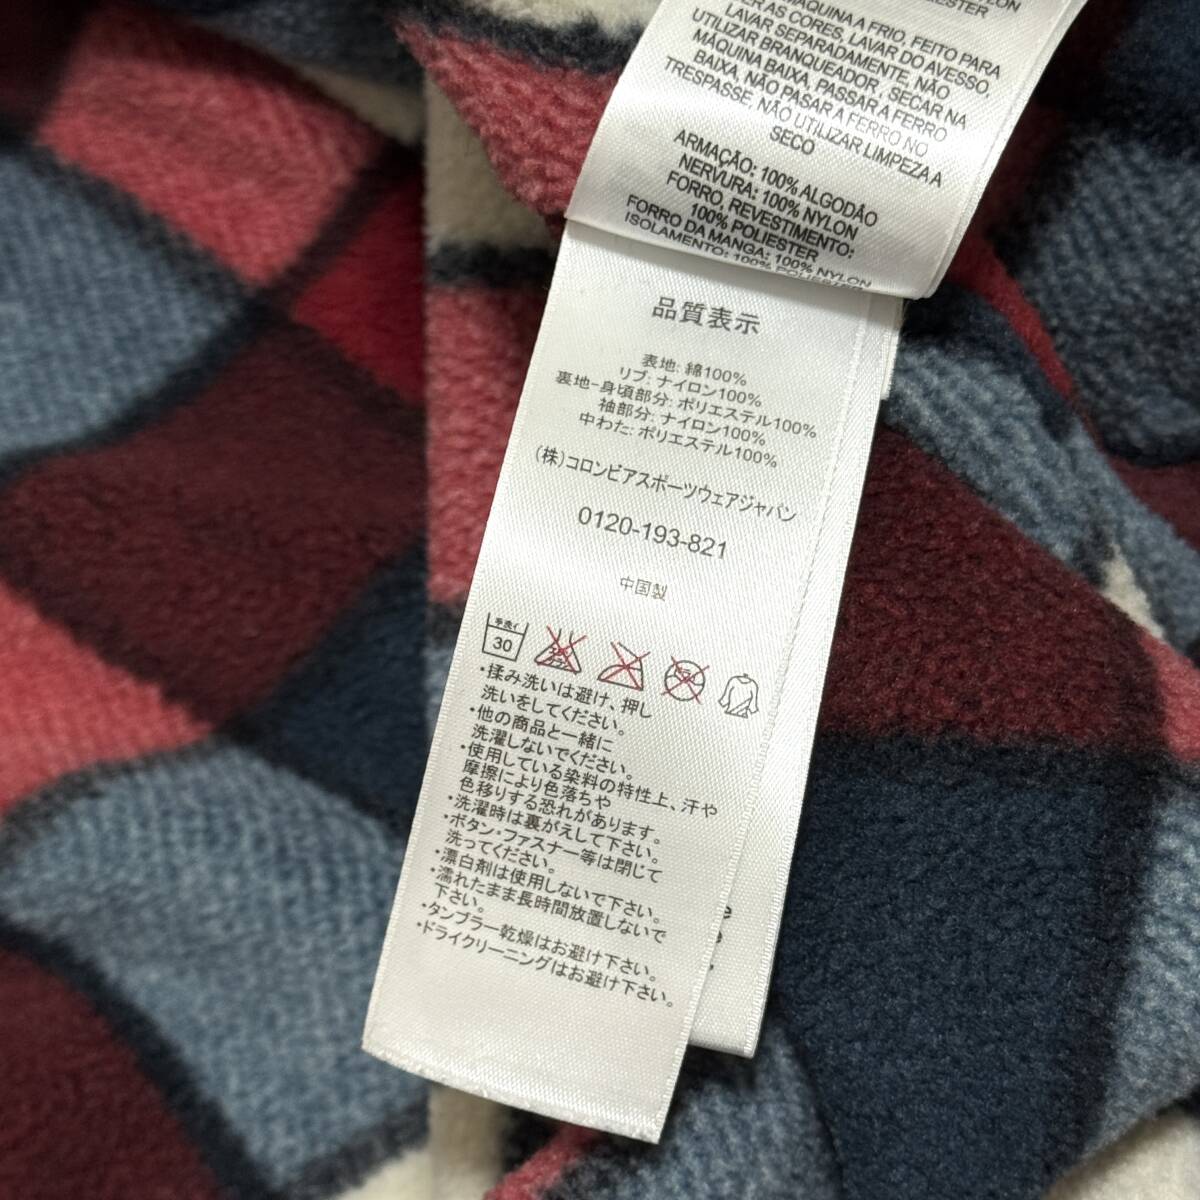 MÁQUINA A FRIO, FEITO PARA
ER AS CORES, LAVAR DO AVESSO,
LAVAR SEPARADAMENTE, NÃO
UTILIZAR BRANQUEADOR, SECAR NA
MÁQUINA BAIXA, PASSAR A FERRO
BAIXA, NÃO PASSAR A FERRO NO
TRESPASSE, NÃO UTILIZAR LIMPEZA A
SECO
ARMAÇÃO: 100% ALGODÃO
NERVURA: 100% NYLON
FORRO, REVESTIMENTO:
100% POLIESTER
FORRO DA MANGA: 100% NYLON
ISOLAMENTO: 100% POLIESTER
品質表示
表地: 綿100%
リブ: ナイロン100%
裏地-身頃部分: ポリエステル100%
袖部分: ナイロン100%
中わた: ポリエステル100%
(株)コロンビアスポーツウェアジャパン
0120-193-821
中国製
手洗イ
30
・揉み洗いは避け、押し
洗いをしてください。
・他の商品と一緒に
洗濯しないでください。
・使用している染料の特性上、汗や
摩擦により色落ちや
色移りする恐れがあります。
・洗濯時は裏がえして下さい。
・ボタン・ファスナー等は閉じて
洗ってください。
・漂白剤は使用しないで下さい。
・濡れたまま長時間放置しないで
下さい。
・タンブラー乾燥はお避け下さい。
・ドライクリーニングはお避け下さい。